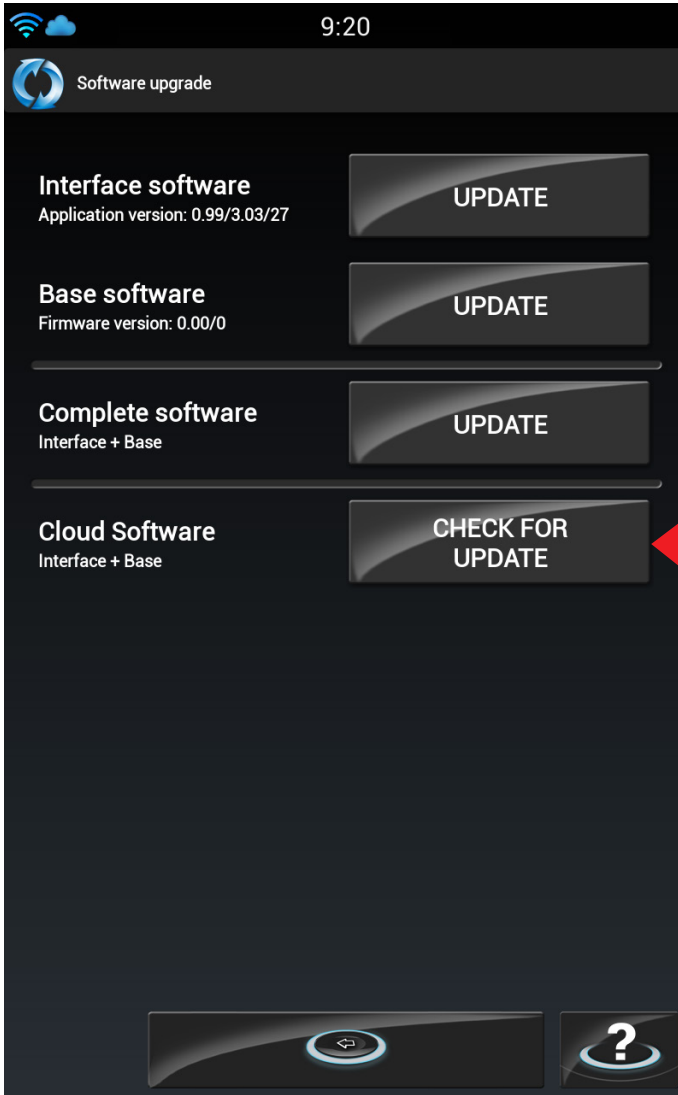 9:20
Software upgrade
Interface software
Application version: 0.99/3.03/27
UPDATE
Base software
Firmware version: 0.00/0
UPDATE
Complete software
Interface + Base
UPDATE
Cloud Software
Interface + Base
CHECK FOR
UPDATE
?